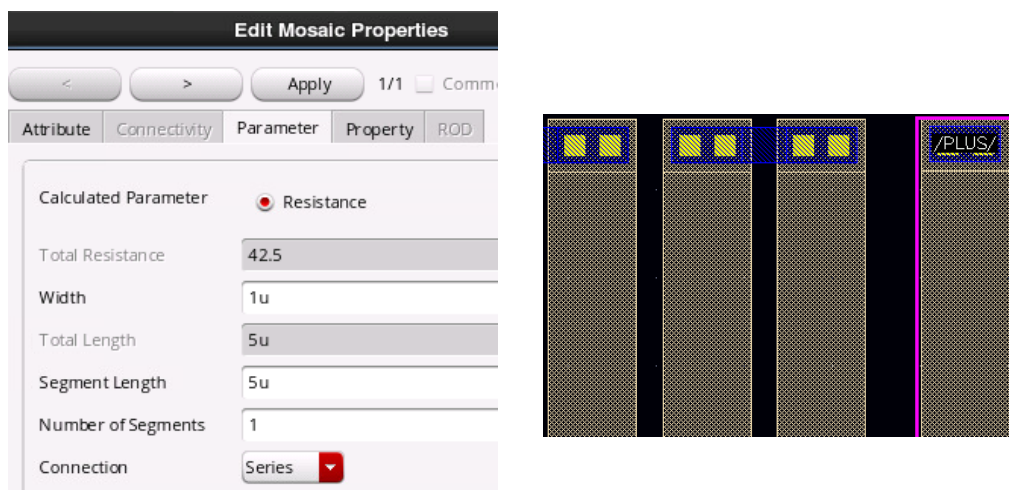 Edit Mosaic Properties
< > Apply 1/1 Comm
Attribute Connectivity Parameter Property ROD
Calculated Parameter Resistance
Total Resistance 42.5
Width 1u
Total Length 5u
Segment Length 5u
Number of Segments 1
Connection Series
/PLUS/